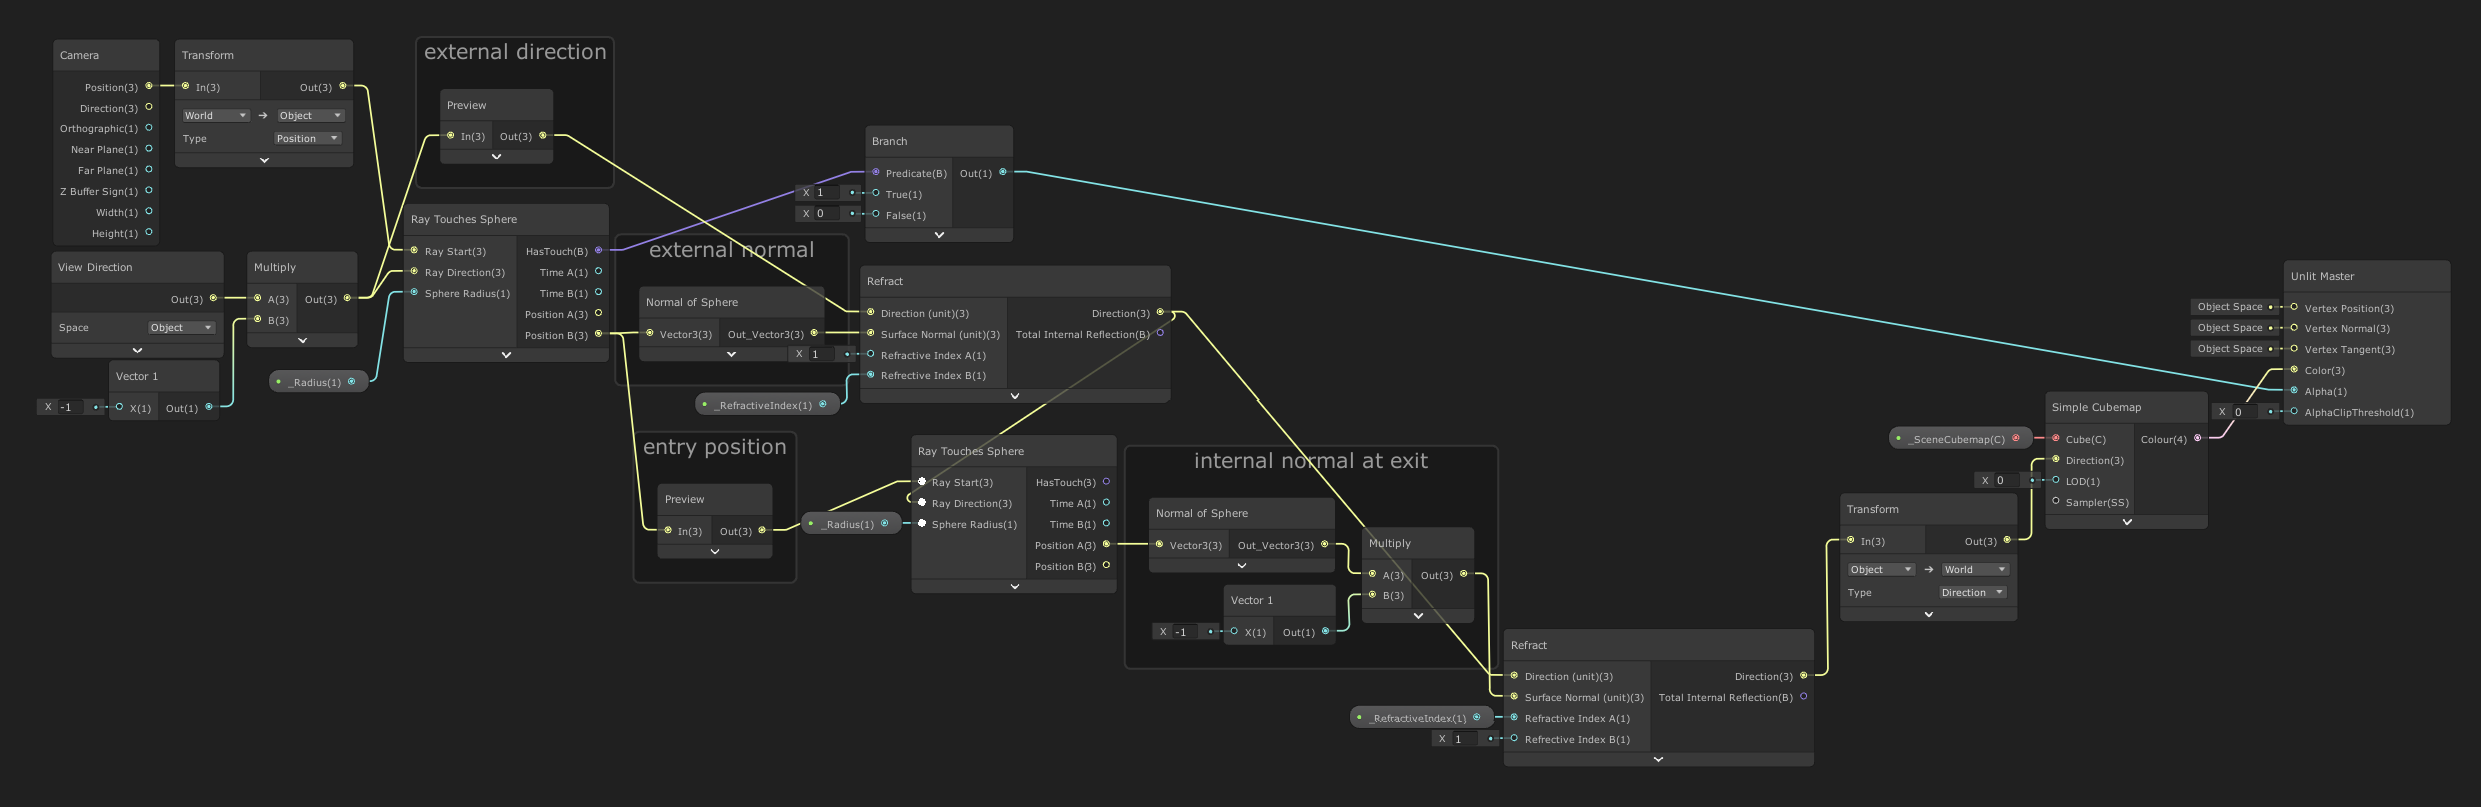 Camera
Position(3)
Direction(3)
Orthographic(1)
Near Plane(1)
Far Plane(1)
Z Buffer Sign(1)
Width(1)
Height(1)
Transform
In(3) Out(3)
World → Object
Type Position
external direction
Preview
In(3) Out(3)
View Direction
Out(3)
Space Object
Multiply
A(3) Out(3)
B(3)
Vector 1
X -1 X(1) Out(1)
_Radius(1)
Ray Touches Sphere
Ray Start(3) HasTouch(B)
Ray Direction(3) Time A(1)
Sphere Radius(1) Time B(1)
Position A(3)
Position B(3)
external normal
Normal of Sphere
Vector3(3) Out_Vector3(3)
Branch
Predicate(B) Out(1)
X 1 True(1)
X 0 False(1)
Refract
Direction (unit)(3) Direction(3)
Surface Normal (unit)(3) Total Internal Reflection(B)
X 1 Refractive Index A(1)
Refrective Index B(1)
_RefractiveIndex(1)
entry position
Preview
In(3) Out(3)
_Radius(1)
Ray Touches Sphere
Ray Start(3) HasTouch(3)
Ray Direction(3) Time A(1)
Sphere Radius(1) Time B(1)
Position A(3)
Position B(3)
internal normal at exit
Normal of Sphere
Vector3(3) Out_Vector3(3)
Vector 1
X -1 X(1) Out(1)
Multiply
A(3) Out(3)
B(3)
Refract
Direction (unit)(3) Direction(3)
Surface Normal (unit)(3) Total Internal Reflection(B)
_RefractiveIndex(1) Refractive Index A(1)
X 1 Refrective Index B(1)
Transform
In(3) Out(3)
Object → World
Type Direction
Simple Cubemap
_SceneCubemap(C) Cube(C) Colour(4)
Direction(3)
X 0 LOD(1)
Sampler(SS)
Unlit Master
Object Space Vertex Position(3)
Object Space Vertex Normal(3)
Object Space Vertex Tangent(3)
Color(3)
Alpha(1)
X 0 AlphaClipThreshold(1)